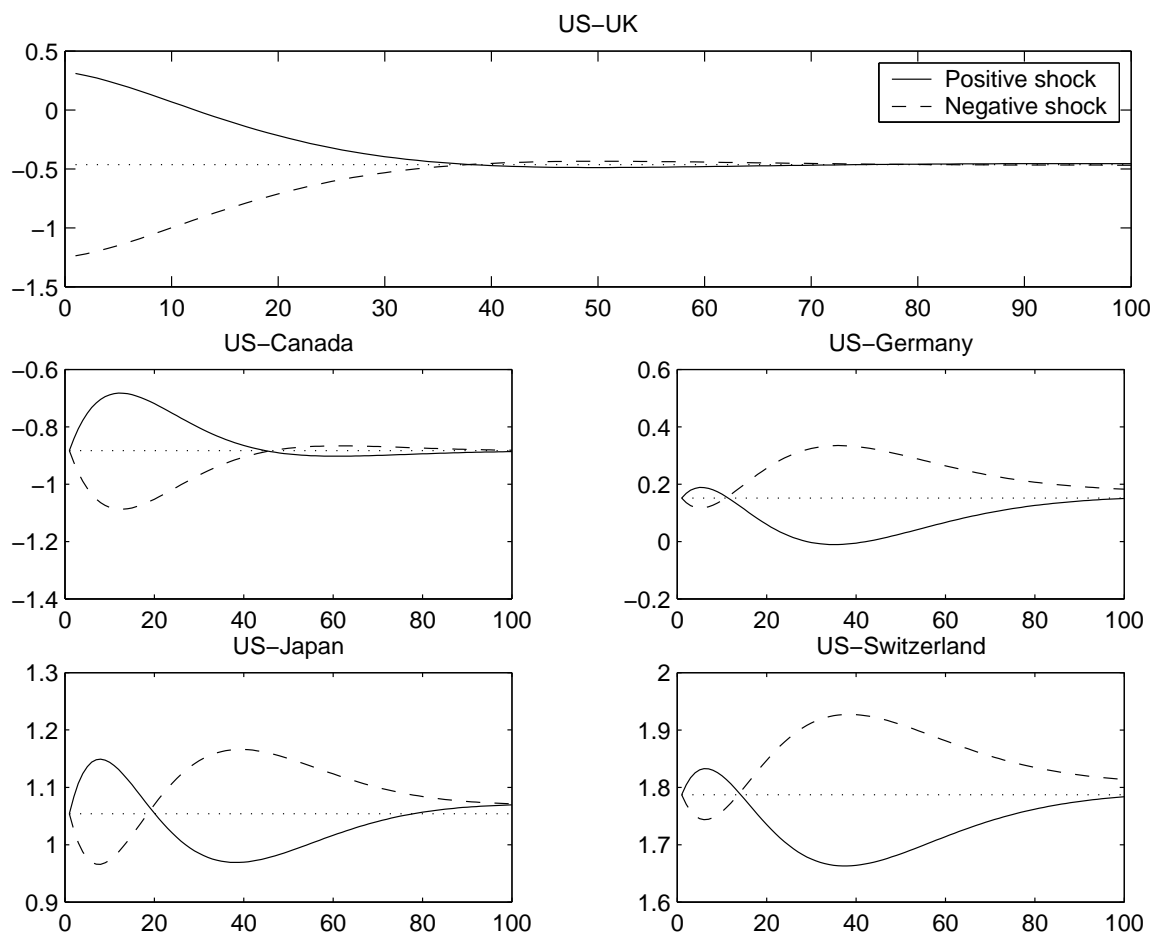 US−UK
0.5
0
−0.5
−1
−1.5
Positive shock
Negative shock
0 10 20 30 40 50 60 70 80 90 100
US−Canada
−0.6
−0.8
−1
−1.2
−1.4
0 20 40 60 80 100
US−Germany
0.6
0.4
0.2
0
−0.2
0 20 40 60 80 100
US−Japan
1.3
1.2
1.1
1
0.9
0 20 40 60 80 100
US−Switzerland
2
1.9
1.8
1.7
1.6
0 20 40 60 80 100